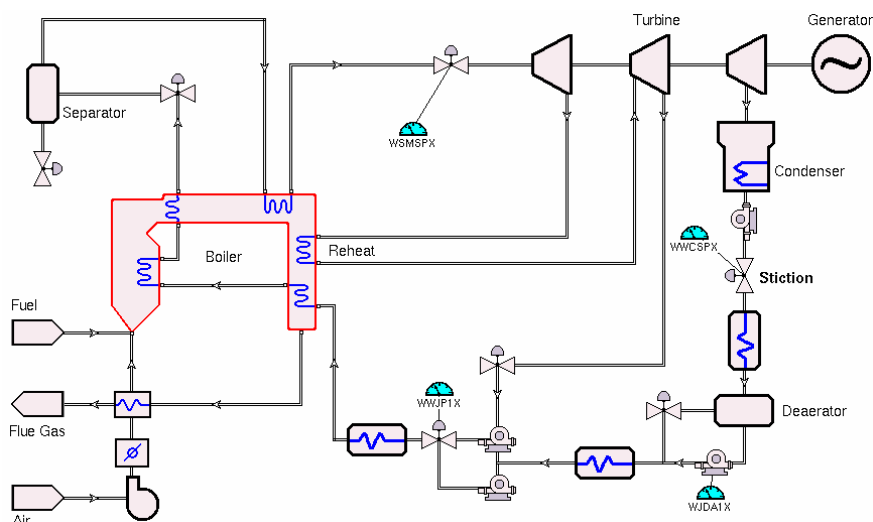 Turbine
Generator
Separator
WSMSPX
Condenser
WWCSPX
Stiction
Boiler
Reheat
Fuel
WWJP1X
Deaerator
Flue Gas
WJDA1X
Air